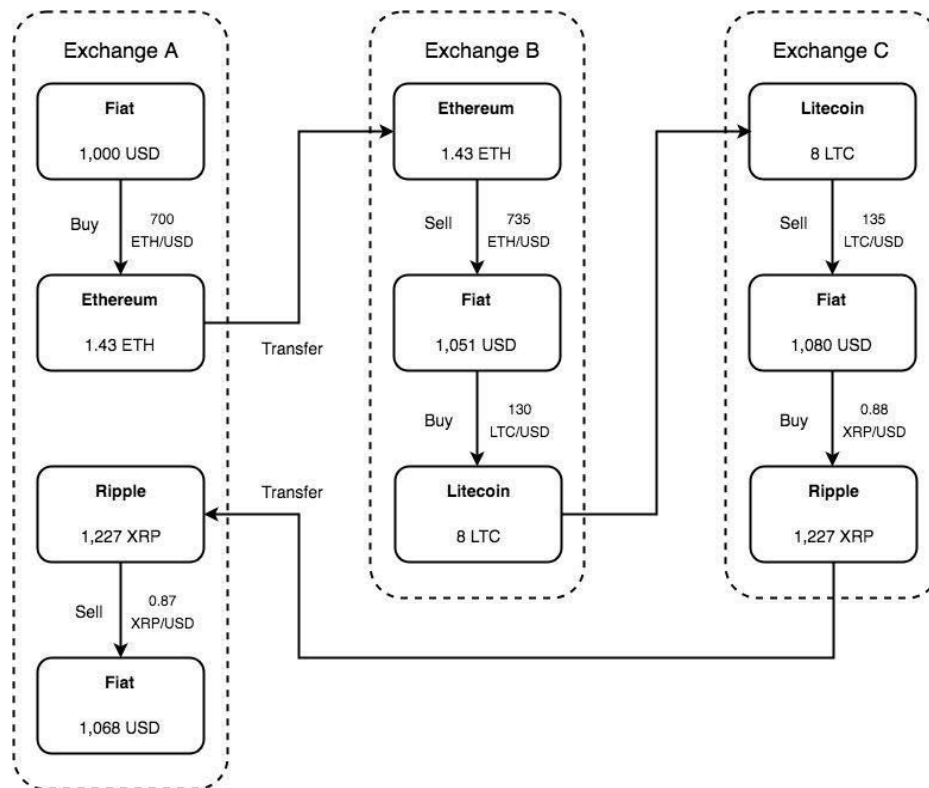 Exchange A
Fiat
1,000 USD
Buy
700
ETH/USD
Ethereum
1.43 ETH
Transfer
Ripple
1,227 XRP
Sell
0.87
XRP/USD
Fiat
1,068 USD
Exchange B
Ethereum
1.43 ETH
Sell
735
ETH/USD
Fiat
1,051 USD
Buy
130
LTC/USD
Litecoin
8 LTC
Transfer
Exchange C
Litecoin
8 LTC
Sell
135
LTC/USD
Fiat
1,080 USD
Buy
0.88
XRP/USD
Ripple
1,227 XRP